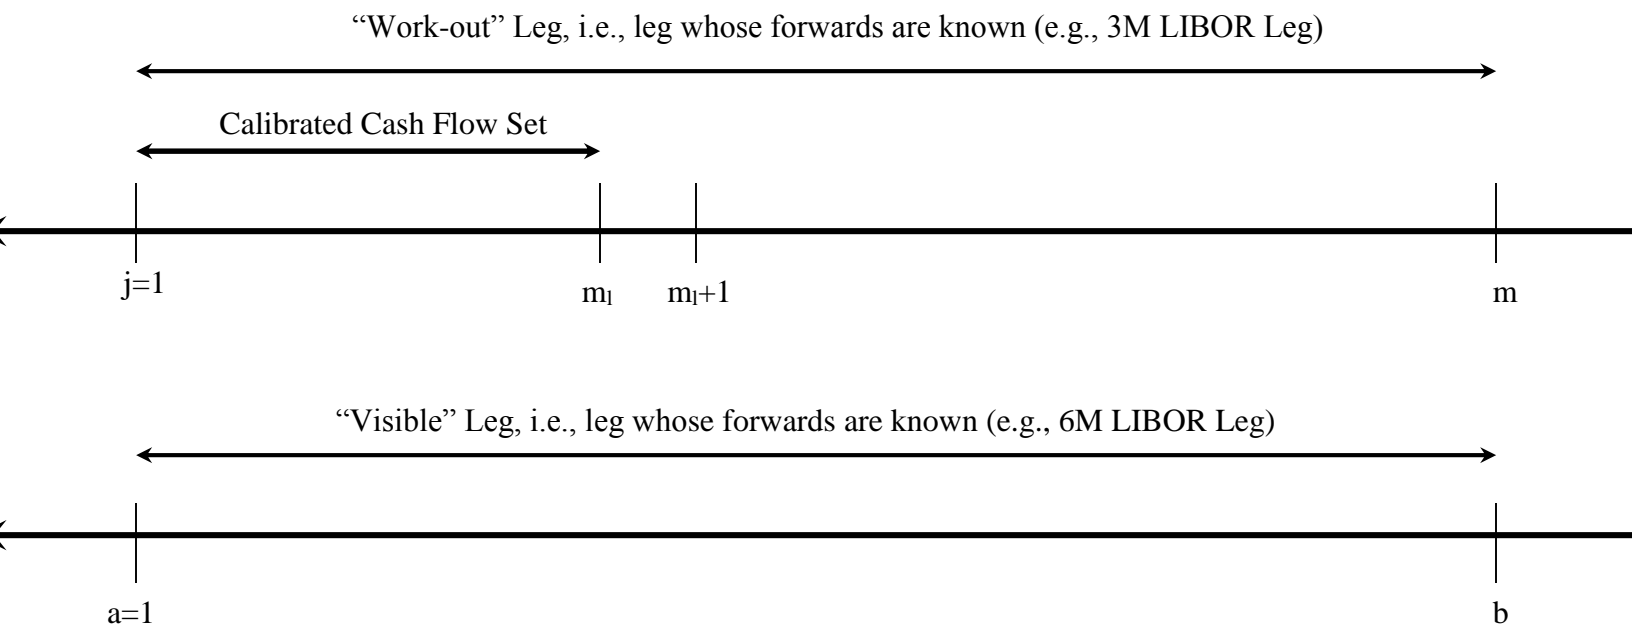 “Work-out” Leg, i.e., leg whose forwards are known (e.g., 3M LIBOR Leg)
Calibrated Cash Flow Set
j=1
mₗ
mₗ+1
m
“Visible” Leg, i.e., leg whose forwards are known (e.g., 6M LIBOR Leg)
a=1
b